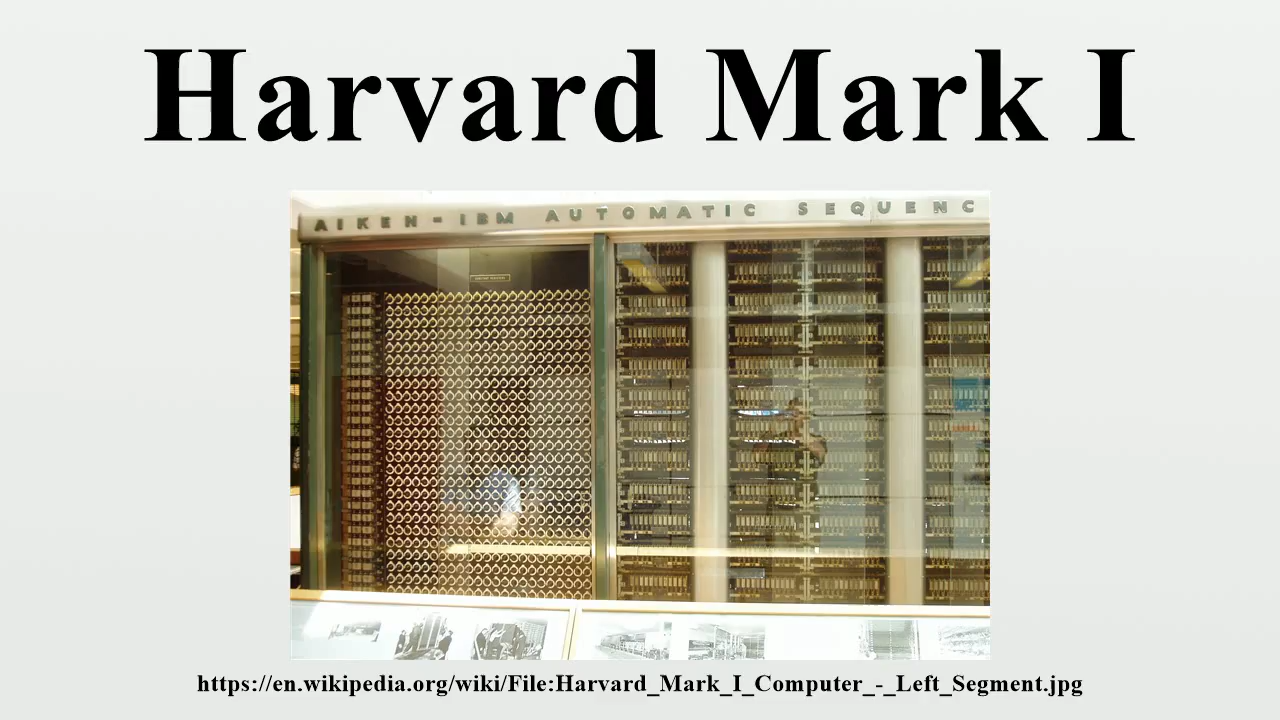 Harvard Mark I
AIKEN - IBM AUTOMATIC SEQUENC
https://en.wikipedia.org/wiki/File:Harvard_Mark_I_Computer_-_Left_Segment.jpg